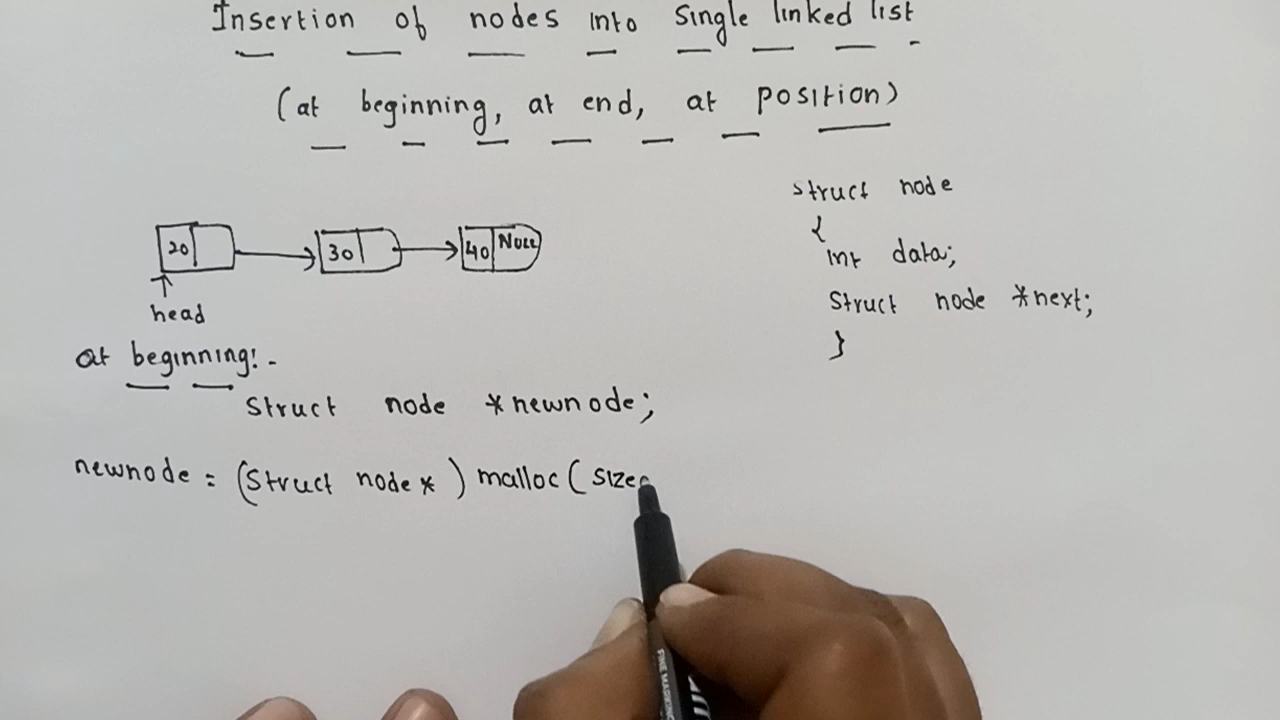 Insertion of nodes into single linked list
(at beginning, at end, at position)
struct node
{
int data;
struct node *next;
}
20 30 40 NULL
head
at beginning:-
struct node *newnode;
newnode = (struct node *) malloc ( sizeo